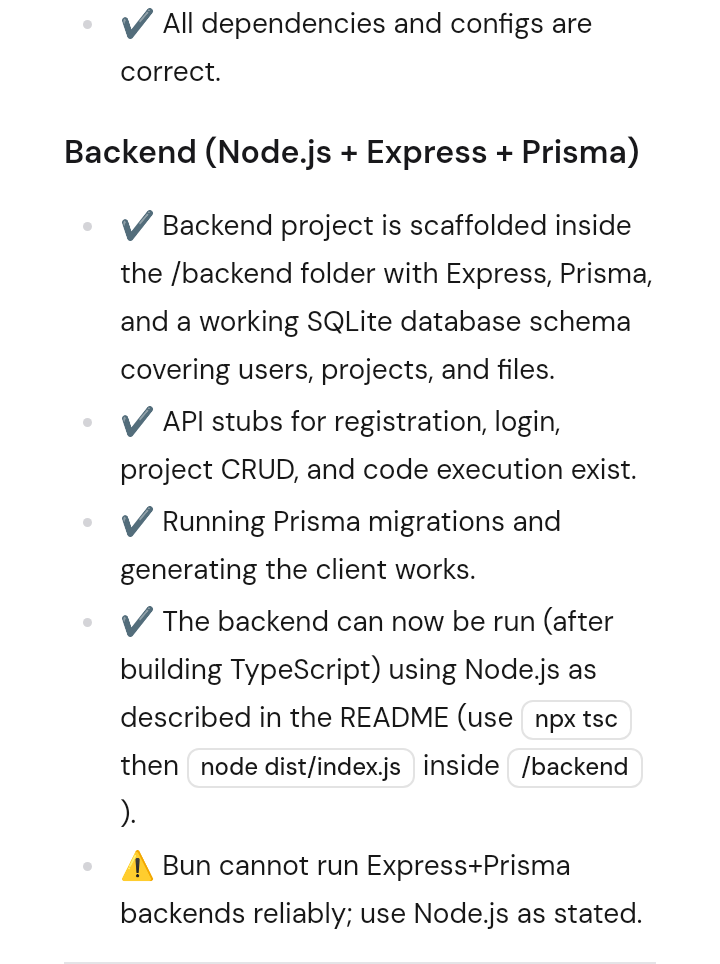 ✔️ All dependencies and configs are
correct.
Backend (Node.js + Express + Prisma)
✔️ Backend project is scaffolded inside
the /backend folder with Express, Prisma,
and a working SQLite database schema
covering users, projects, and files.
✔️ API stubs for registration, login,
project CRUD, and code execution exist.
✔️ Running Prisma migrations and
generating the client works.
✔️ The backend can now be run (after
building TypeScript) using Node.js as
described in the README (use npx tsc
then node dist/index.js inside /backend
).
⚠️ Bun cannot run Express+Prisma
backends reliably; use Node.js as stated.